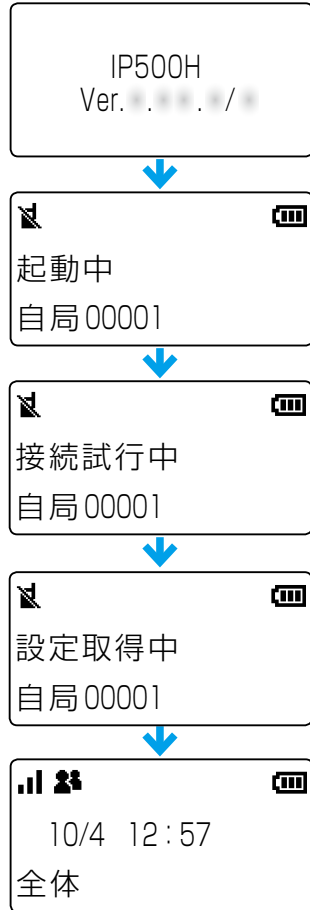 IP500H
Ver.
起動中
自局00001
接続試行中
自局00001
設定取得中
自局00001
10/4 12:57
全体